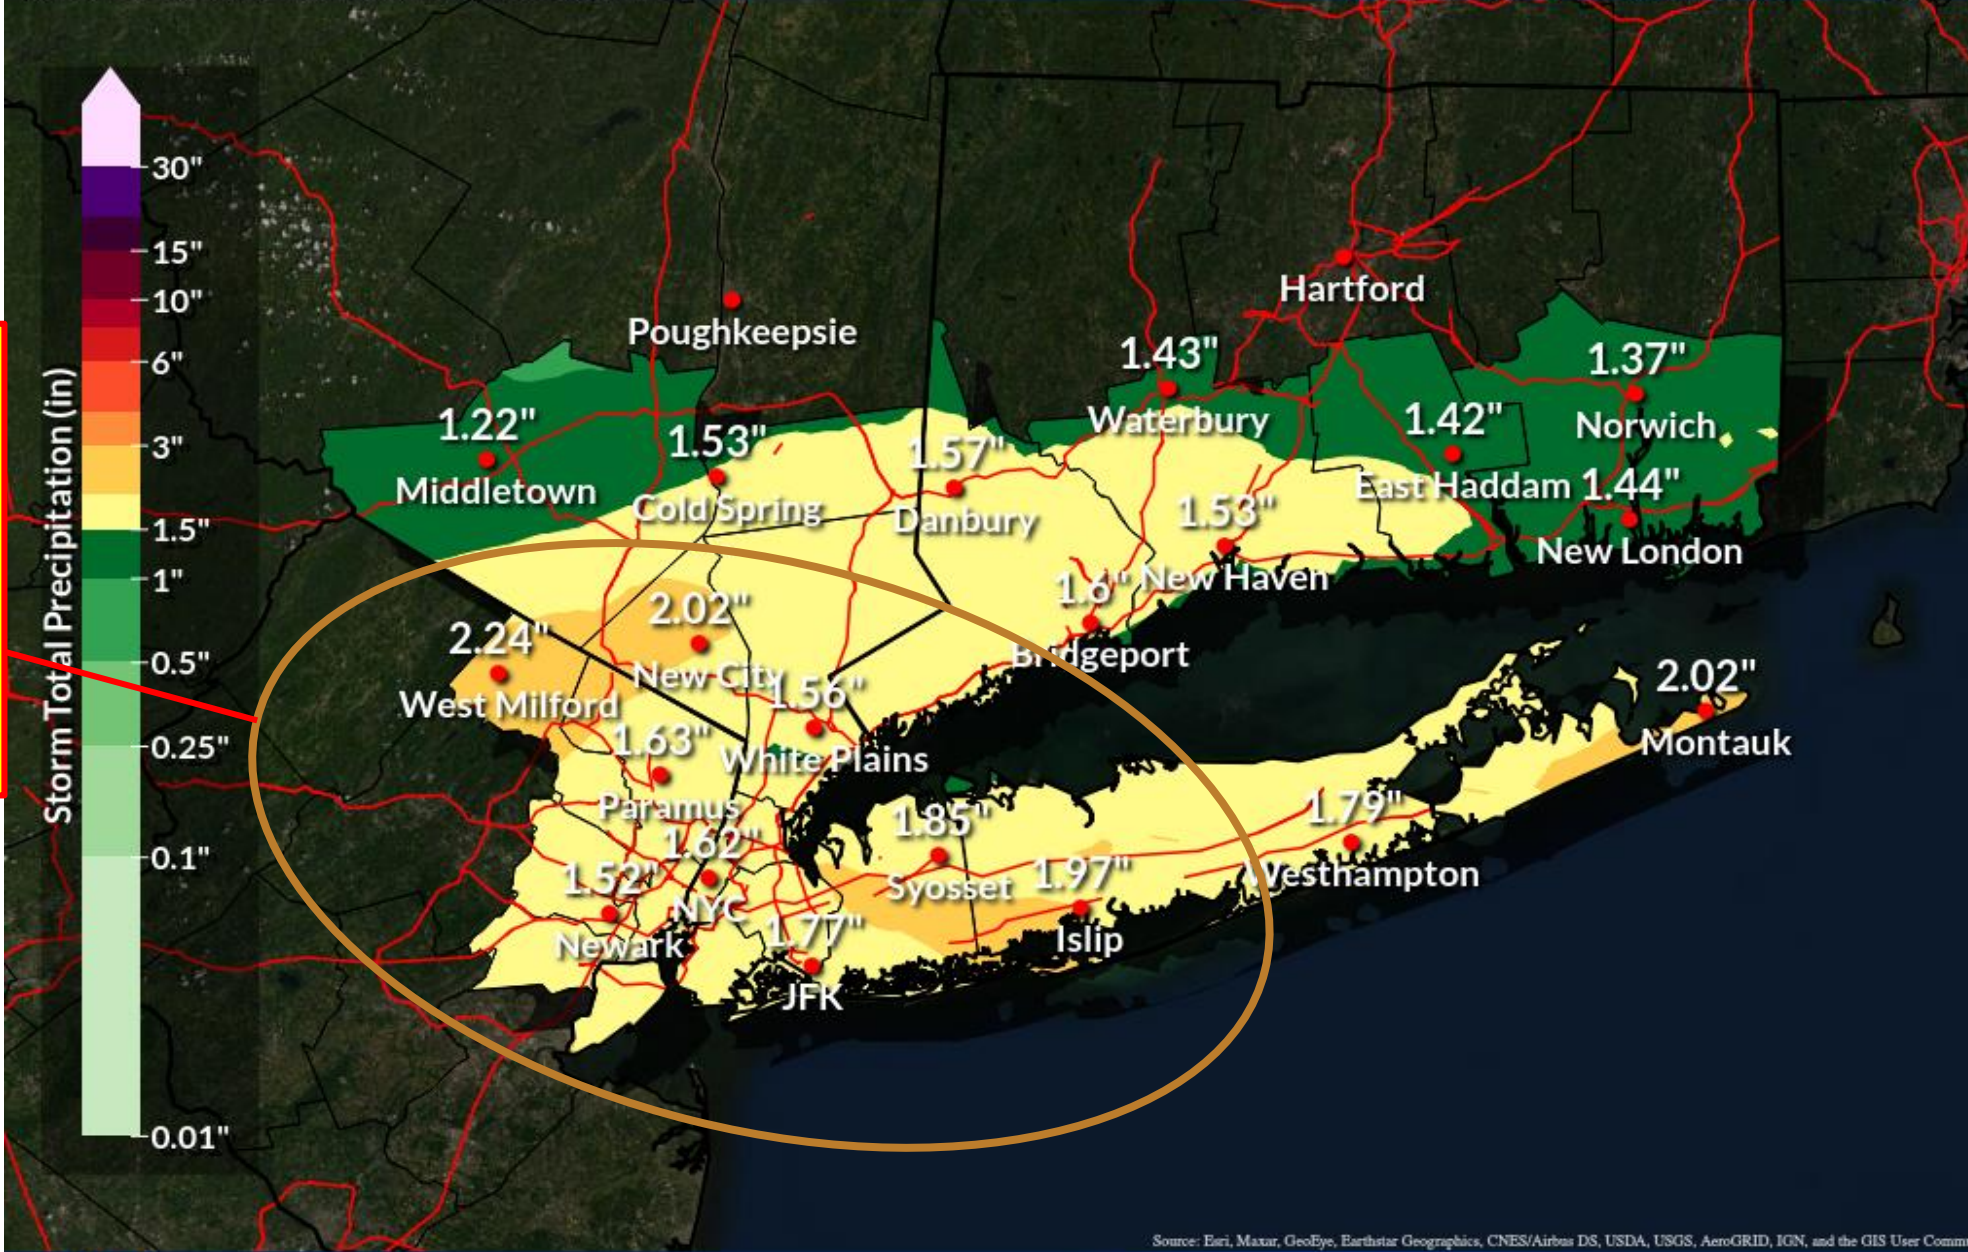 Storm Total Precipitation (in)
30"
15"
10"
6"
3"
1.5"
1"
0.5"
0.25"
0.1"
0.01"
Poughkeepsie
Hartford
1.43"
Waterbury
1.37"
Norwich
1.22"
Middletown
1.53"
Cold Spring
1.57"
Danbury
1.42"
East Haddam
1.44"
New London
1.53"
New Haven
1.6"
Bridgeport
2.24"
West Milford
2.02"
New City
1.56"
White Plains
2.02"
Montauk
1.63"
Paramus
1.62"
NYC
1.85"
Syosset
1.79"
Westhampton
1.52"
Newark
1.97"
Islip
1.77"
JFK
Source: Esri, Maxar, GeoEye, Earthstar Geographics, CNES/Airbus DS, USDA, USGS, AeroGRID, IGN, and the GIS User